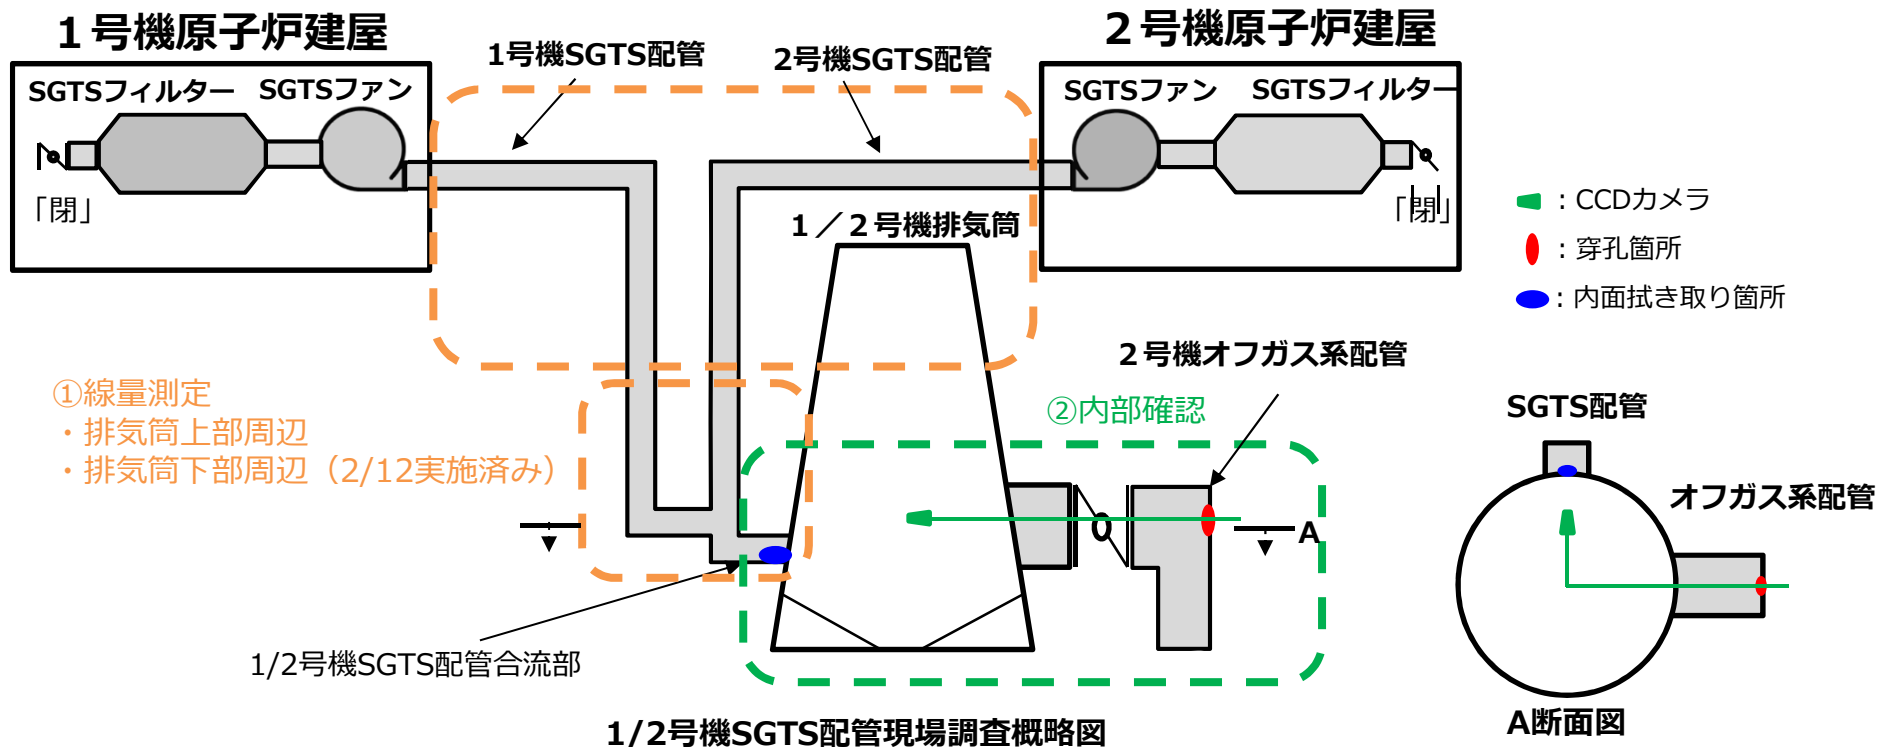 1号機原子炉建屋
2号機原子炉建屋
1号機SGTS配管
2号機SGTS配管
SGTSフィルター
SGTSファン
SGTSファン
SGTSフィルター
「閉」
「閉」
1／2号機排気筒
：CCDカメラ
：穿孔箇所
：内面拭き取り箇所
2号機オフガス系配管
①線量測定
・排気筒上部周辺
・排気筒下部周辺（2/12実施済み）
②内部確認
SGTS配管
オフガス系配管
A
1/2号機SGTS配管合流部
A断面図
1/2号機SGTS配管現場調査概略図